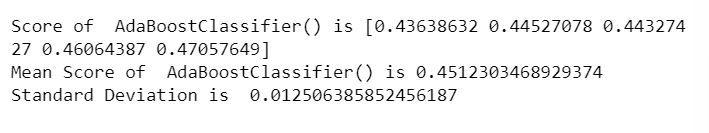 Score of  AdaBoostClassifier() is [0.43638632 0.44527078 0.443274
27 0.46064387 0.47057649]
Mean Score of  AdaBoostClassifier() is 0.4512303468929374
Standard Deviation is  0.012506385852456187